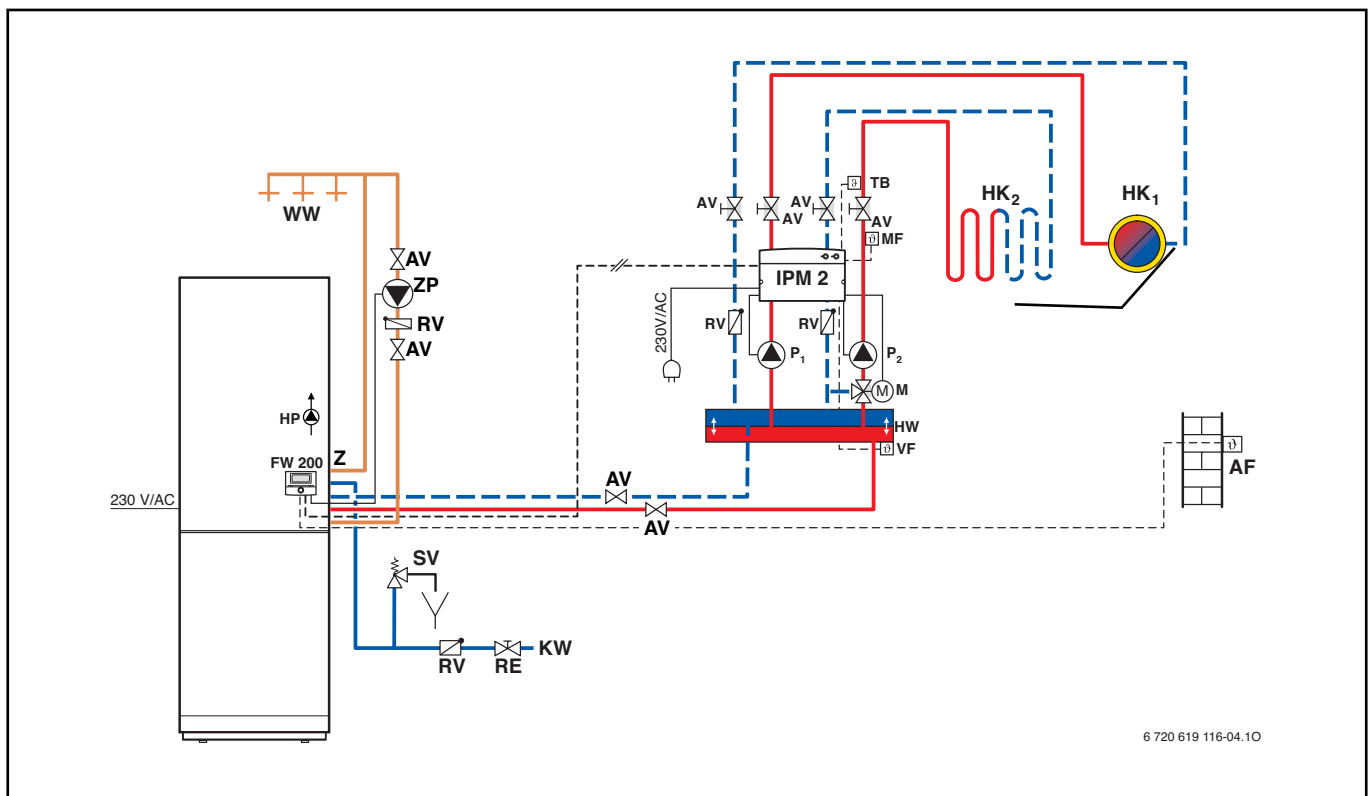 WW
AV
ZP
RV
AV
HP
FW 200
Z
230 V/AC
SV
RV
RE
KW
AV
AV
230V/AC
AV
AV
AV
AV
TB
MF
IPM 2
RV
RV
P1
P2
M
M
HW
VF
HK2
HK1
AF
ϑ
ϑ
ϑ
ϑ
6 720 619 116-04.1O